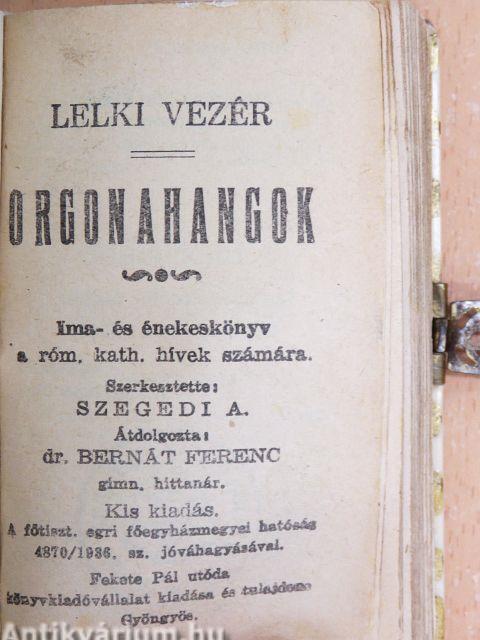 LELKI VEZÉR
ORGONAHANGOK
Ima- és énekeskönyv
a róm. kath. hívek számára.
Szerkesztette:
SZEGEDI A.
Átdolgozta:
dr. BERNÁT FERENC
gimn. hittanár.
Kis kiadás.
A főtiszt. egri főegyházmegyei hatóság
4870/1936. sz. jóváhagyásával.
Fekete Pál utóda
könyvkiadóvállalat kiadása és tulajdona
Gyöngyös.
Antikvárium.hu